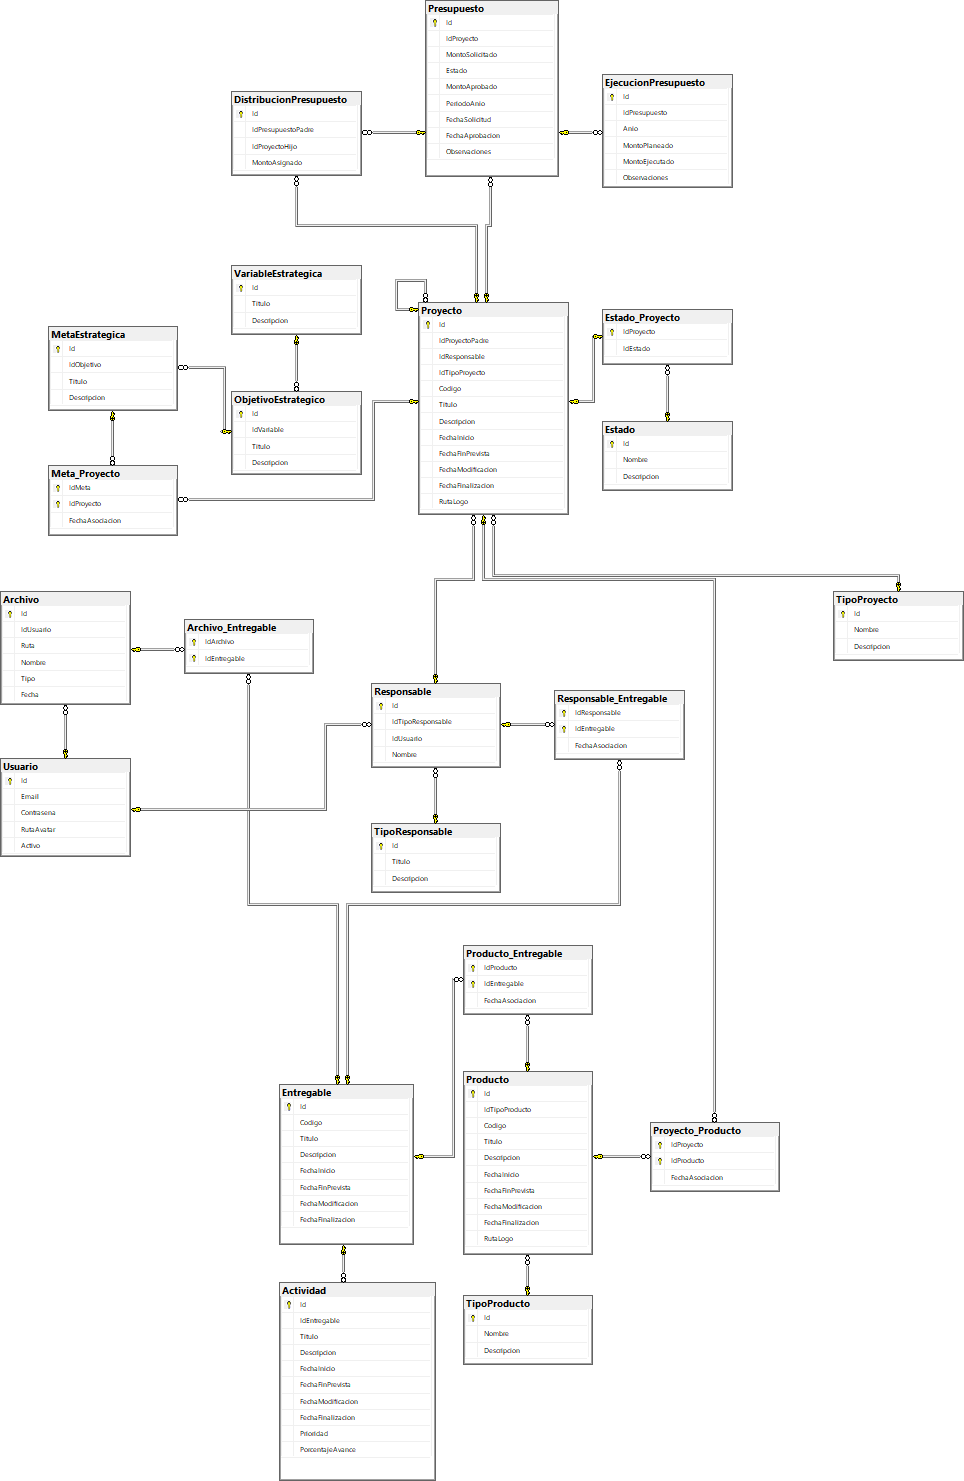 Presupuesto
Id
IdProyecto
MontoSolicitado
Estado
MontoAprobado
PeriodoAnio
FechaSolicitud
FechaAprobacion
Observaciones
DistribucionPresupuesto
Id
IdPresupuestoPadre
IdProyectoHijo
MontoAsignado
EjecucionPresupuesto
Id
IdPresupuesto
Anio
MontoPlaneado
MontoEjecutado
Observaciones
VariableEstrategica
Id
Titulo
Descripcion
MetaEstrategica
Id
IdObjetivo
Titulo
Descripcion
ObjetivoEstrategico
Id
IdVariable
Titulo
Descripcion
Meta_Proyecto
IdMeta
IdProyecto
FechaAsociacion
Proyecto
Id
IdProyectoPadre
IdResponsable
IdTipoProyecto
Codigo
Titulo
Descripcion
FechaInicio
FechaFinPrevista
FechaModificacion
FechaFinalizacion
RutaLogo
Estado_Proyecto
IdProyecto
IdEstado
Estado
Id
Nombre
Descripcion
TipoProyecto
Id
Nombre
Descripcion
Archivo
Id
IdUsuario
Ruta
Nombre
Tipo
Fecha
Archivo_Entregable
IdArchivo
IdEntregable
Usuario
Id
Email
Contrasena
RutaAvatar
Activo
Responsable
Id
IdTipoResponsable
IdUsuario
Nombre
Responsable_Entregable
IdResponsable
IdEntregable
FechaAsociacion
TipoResponsable
Id
Titulo
Descripcion
Producto_Entregable
IdProducto
IdEntregable
FechaAsociacion
Entregable
Id
Codigo
Titulo
Descripcion
FechaInicio
FechaFinPrevista
FechaModificacion
FechaFinalizacion
Producto
Id
IdTipoProducto
Codigo
Titulo
Descripcion
FechaInicio
FechaFinPrevista
FechaModificacion
FechaFinalizacion
RutaLogo
Proyecto_Producto
IdProyecto
IdProducto
FechaAsociacion
Actividad
Id
IdEntregable
Titulo
Descripcion
FechaInicio
FechaFinPrevista
FechaModificacion
FechaFinalizacion
Prioridad
PorcentajeAvance
TipoProducto
Id
Nombre
Descripcion